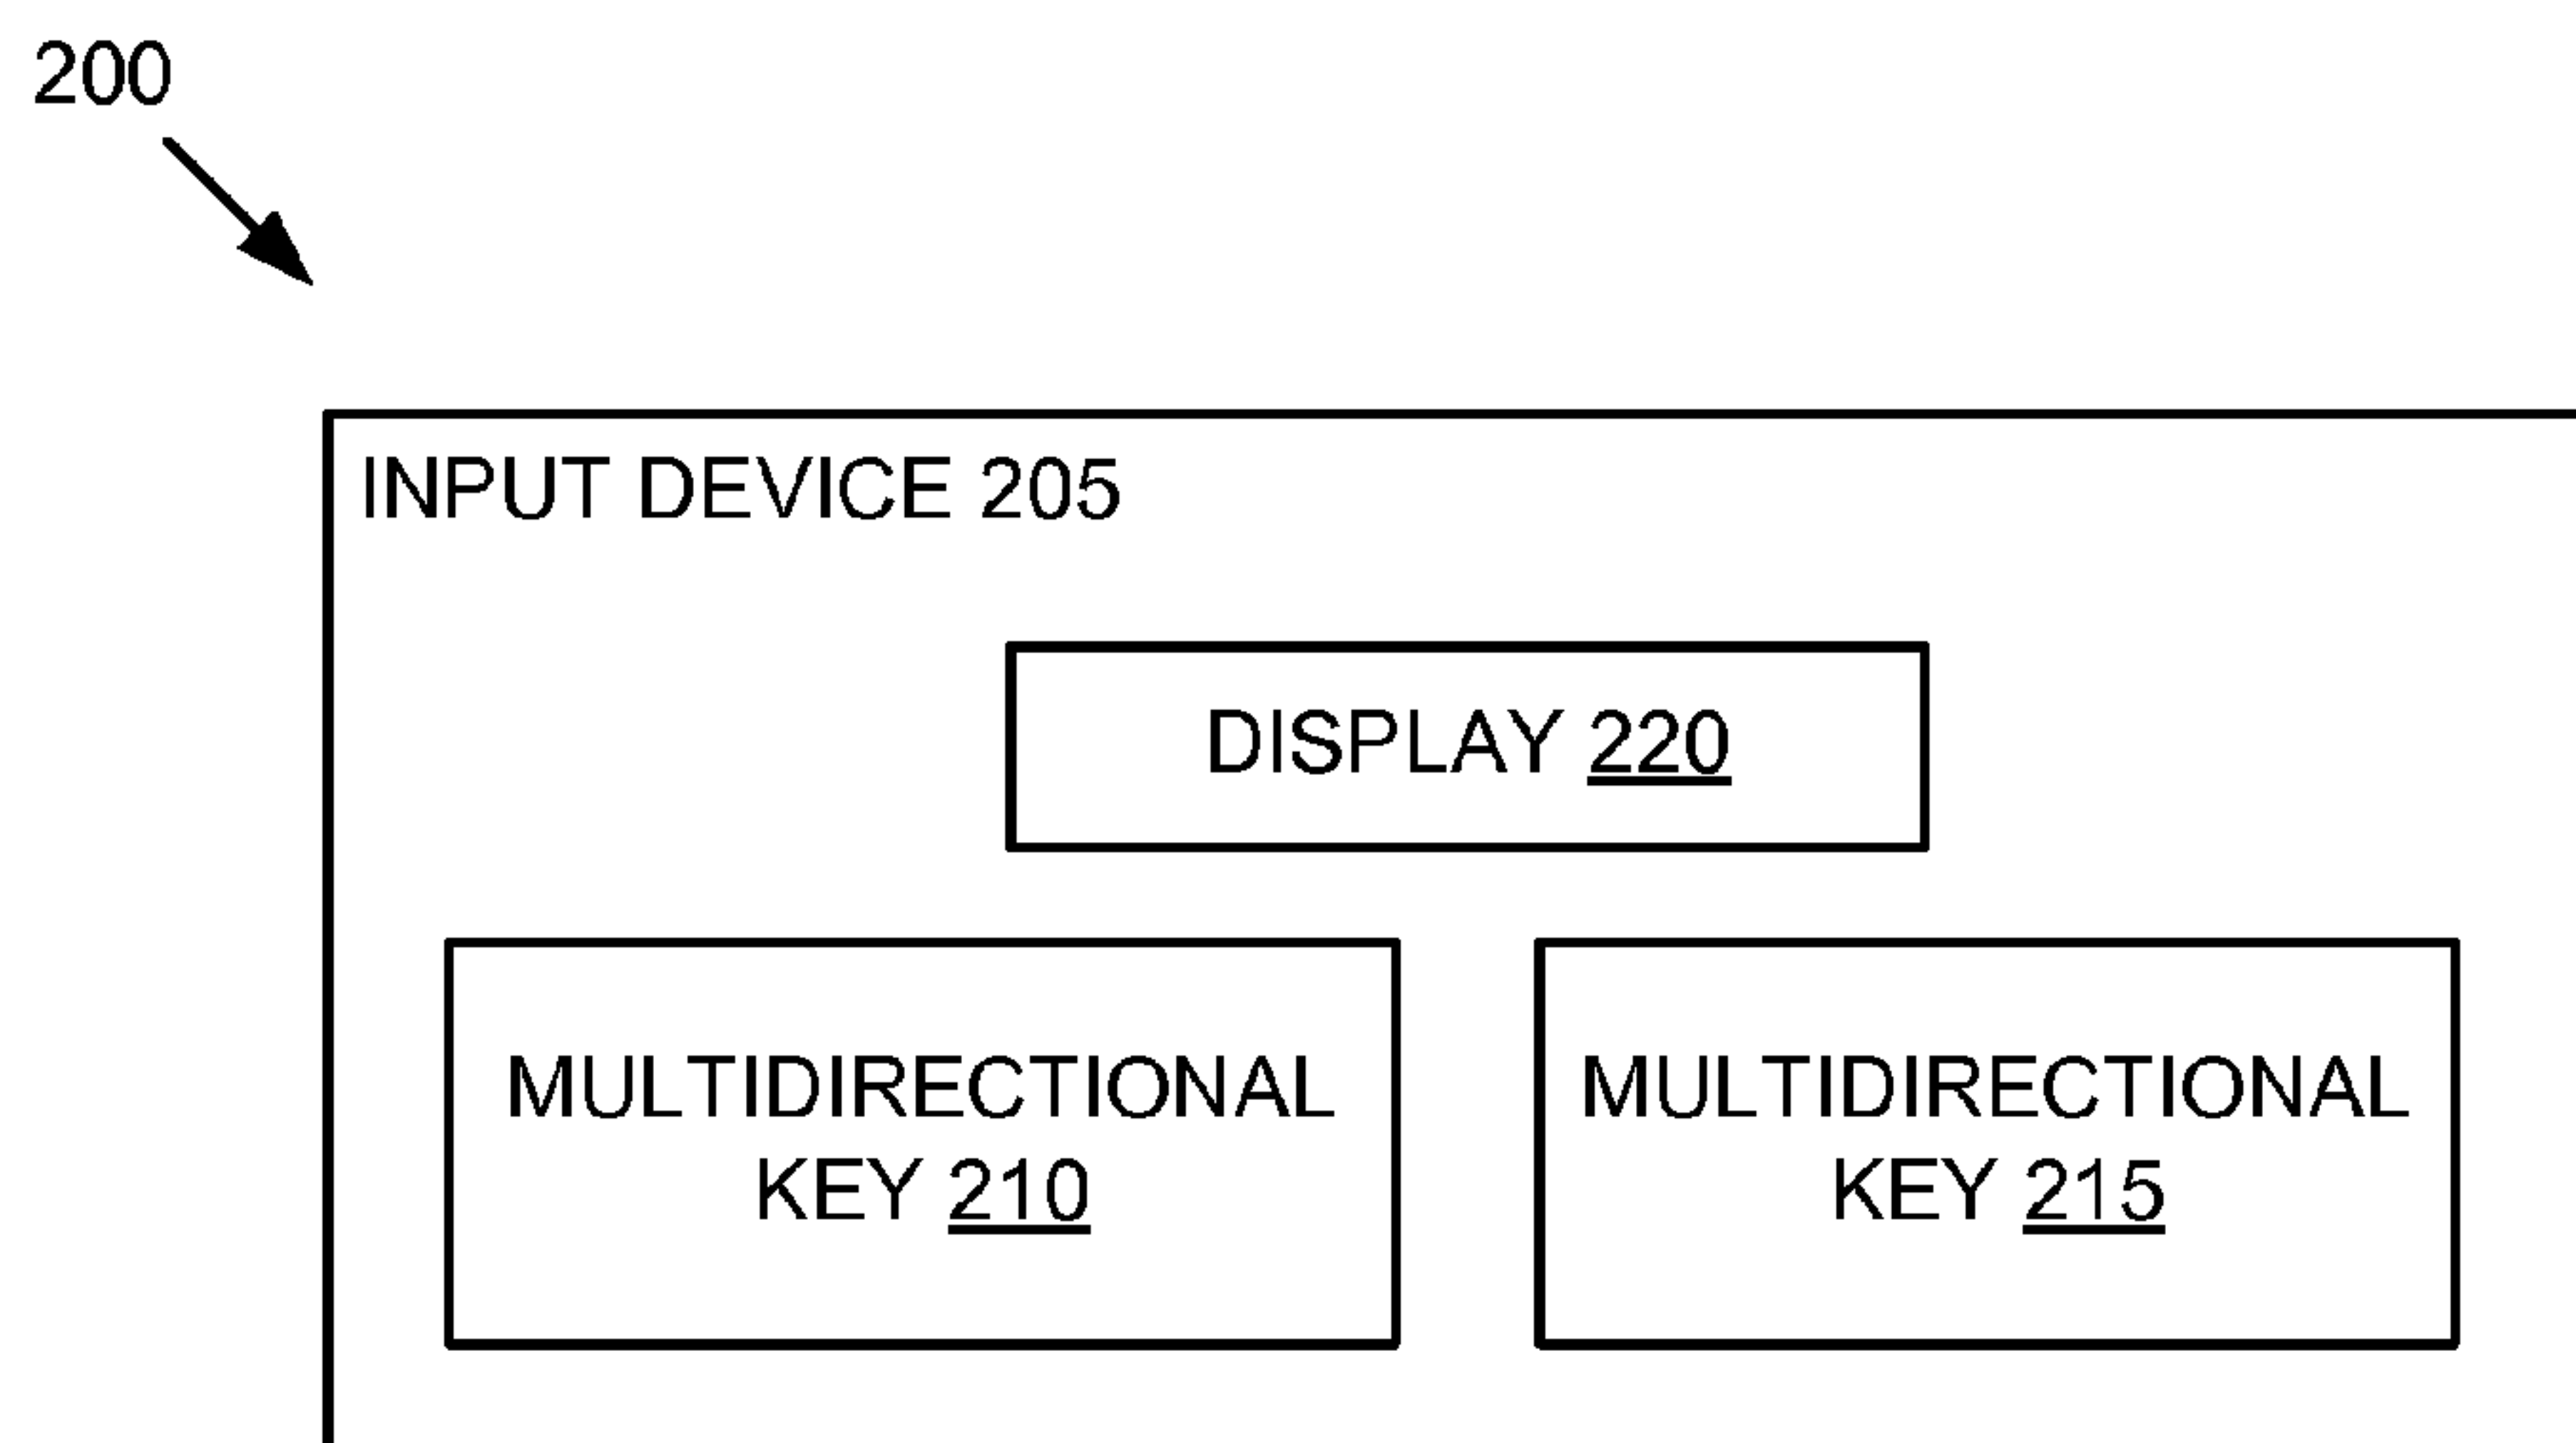 200
INPUT DEVICE 205
DISPLAY 220
MULTIDIRECTIONAL
KEY 210
MULTIDIRECTIONAL
KEY 215